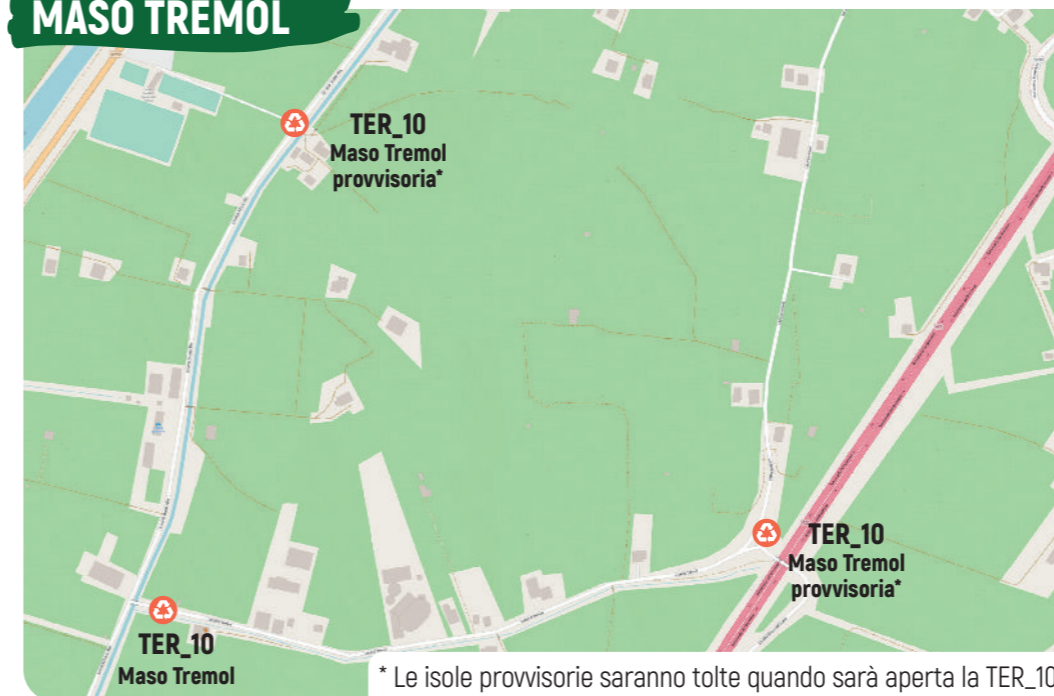 MASO TREMOL
TER_10
Maso Tremol
provvisoria*
TER_10
Maso Tremol
provvisoria*
TER_10
Maso Tremol
* Le isole provvisorie saranno tolte quando sarà aperta la TER_10